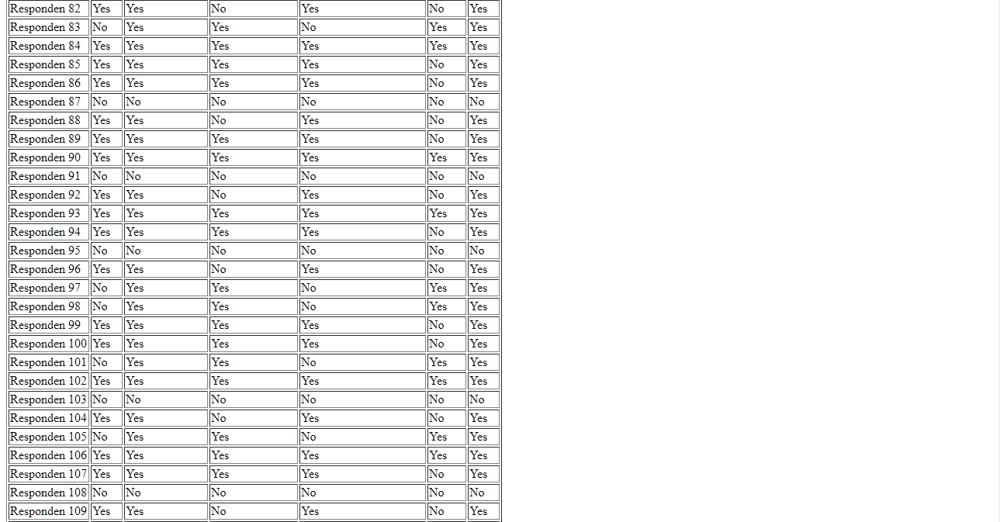 Responden 82 Yes Yes No Yes No Yes
Responden 83 No Yes Yes No Yes Yes
Responden 84 Yes Yes Yes Yes Yes Yes
Responden 85 Yes Yes Yes Yes No Yes
Responden 86 Yes Yes Yes Yes No Yes
Responden 87 No No No No No No
Responden 88 Yes Yes No Yes No Yes
Responden 89 Yes Yes Yes Yes No Yes
Responden 90 Yes Yes Yes Yes Yes Yes
Responden 91 No No No No No No
Responden 92 Yes Yes No Yes No Yes
Responden 93 Yes Yes Yes Yes Yes Yes
Responden 94 Yes Yes Yes Yes No Yes
Responden 95 No No No No No No
Responden 96 Yes Yes No Yes No Yes
Responden 97 No Yes Yes No Yes Yes
Responden 98 No Yes Yes No Yes Yes
Responden 99 Yes Yes Yes Yes No Yes
Responden 100 Yes Yes Yes Yes No Yes
Responden 101 No Yes Yes No Yes Yes
Responden 102 Yes Yes Yes Yes Yes Yes
Responden 103 No No No No No No
Responden 104 Yes Yes No Yes No Yes
Responden 105 No Yes Yes No Yes Yes
Responden 106 Yes Yes Yes Yes Yes Yes
Responden 107 Yes Yes Yes Yes No Yes
Responden 108 No No No No No No
Responden 109 Yes Yes No Yes No Yes